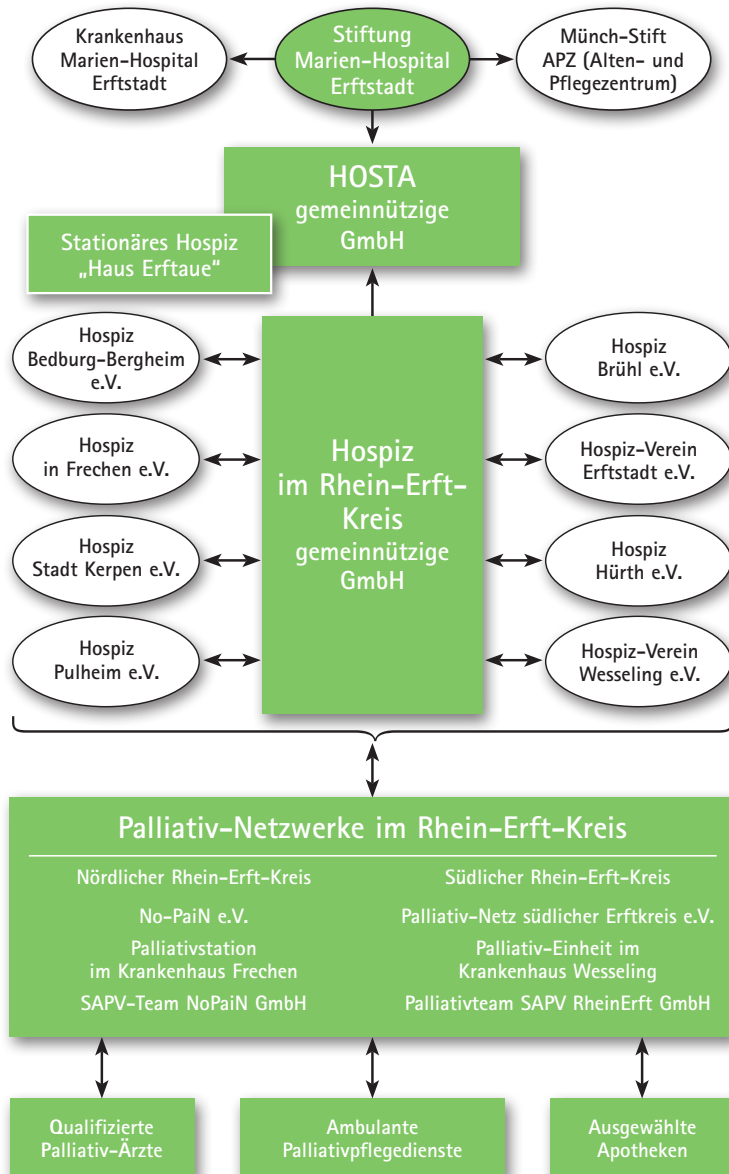 Krankenhaus
Marien-Hospital
Erftstadt
Stiftung
Marien-Hospital
Erftstadt
Münch-Stift
APZ (Alten- und
Pflegezentrum)
HOSTA
gemeinnützige
GmbH
Stationäres Hospiz
„Haus Erftaue“
Hospiz
Bedburg-Bergheim
e.V.
Hospiz
in Frechen e.V.
Hospiz
Stadt Kerpen e.V.
Hospiz
Pulheim e.V.
Hospiz
im Rhein-Erft-
Kreis
gemeinnützige
GmbH
Hospiz
Brühl e.V.
Hospiz-Verein
Erftstadt e.V.
Hospiz
Hürth e.V.
Hospiz-Verein
Wesseling e.V.
Palliativ-Netzwerke im Rhein-Erft-Kreis
Nördlicher Rhein-Erft-Kreis
No-PaiN e.V.
Palliativstation
im Krankenhaus Frechen
SAPV-Team NoPaiN GmbH
Südlicher Rhein-Erft-Kreis
Palliativ-Netz südlicher Erftkreis e.V.
Palliativ-Einheit im
Krankenhaus Wesseling
Palliativteam SAPV RheinErft GmbH
Qualifizierte
Palliativ-Ärzte
Ambulante
Palliativpflegedienste
Ausgewählte
Apotheken